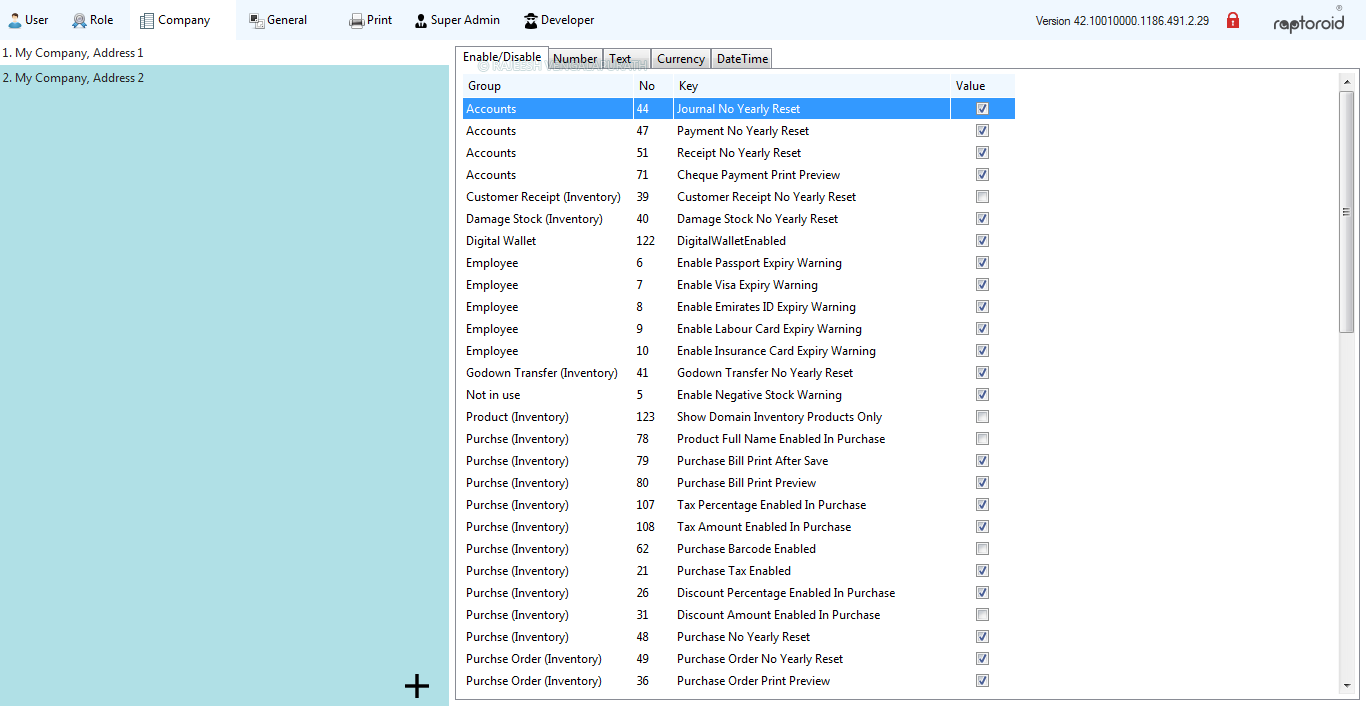 User Role Company General Print Super Admin Developer Version 42.10010000.1186.491.2.29 raptoroid ®
1. My Company, Address 1
2. My Company, Address 2
Enable/Disable Number Text Currency DateTime
Group No Key Value
Accounts 44 Journal No Yearly Reset
Accounts 47 Payment No Yearly Reset
Accounts 51 Receipt No Yearly Reset
Accounts 71 Cheque Payment Print Preview
Customer Receipt (Inventory) 39 Customer Receipt No Yearly Reset
Damage Stock (Inventory) 40 Damage Stock No Yearly Reset
Digital Wallet 122 DigitalWalletEnabled
Employee 6 Enable Passport Expiry Warning
Employee 7 Enable Visa Expiry Warning
Employee 8 Enable Emirates ID Expiry Warning
Employee 9 Enable Labour Card Expiry Warning
Employee 10 Enable Insurance Card Expiry Warning
Godown Transfer (Inventory) 41 Godown Transfer No Yearly Reset
Not in use 5 Enable Negative Stock Warning
Product (Inventory) 123 Show Domain Inventory Products Only
Purchse (Inventory) 78 Product Full Name Enabled In Purchase
Purchse (Inventory) 79 Purchase Bill Print After Save
Purchse (Inventory) 80 Purchase Bill Print Preview
Purchse (Inventory) 107 Tax Percentage Enabled In Purchase
Purchse (Inventory) 108 Tax Amount Enabled In Purchase
Purchse (Inventory) 62 Purchase Barcode Enabled
Purchse (Inventory) 21 Purchase Tax Enabled
Purchse (Inventory) 26 Discount Percentage Enabled In Purchase
Purchse (Inventory) 31 Discount Amount Enabled In Purchase
Purchse (Inventory) 48 Purchase No Yearly Reset
Purchse Order (Inventory) 49 Purchase Order No Yearly Reset
Purchse Order (Inventory) 36 Purchase Order Print Preview